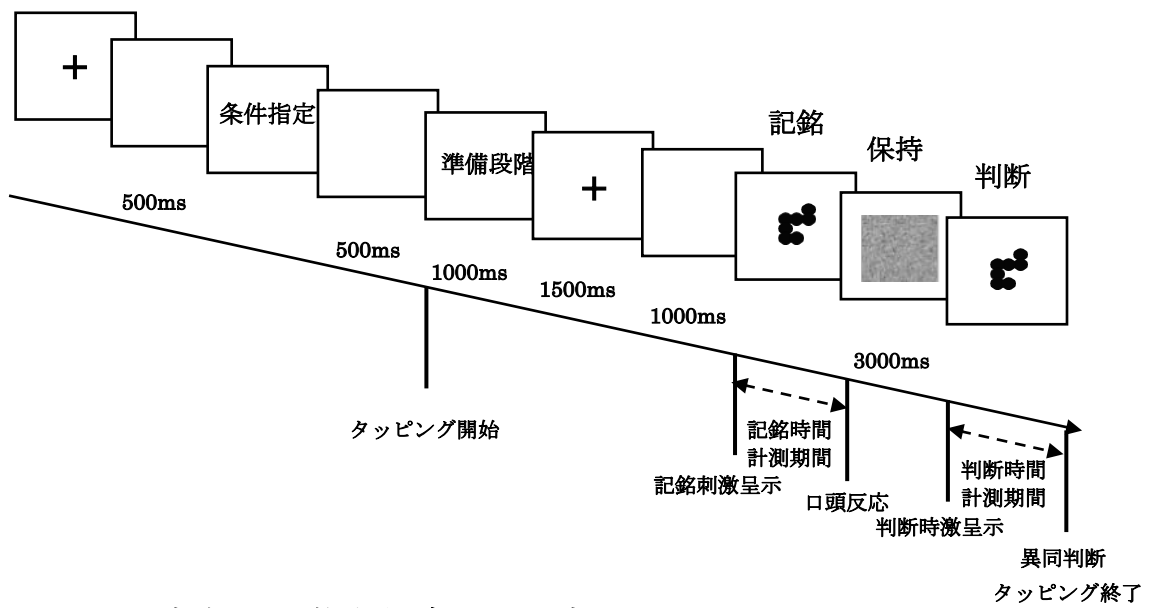 条件指定
準備段階
記銘
保持
判断
500ms
500ms
1000ms
1500ms
1000ms
3000ms
タッピング開始
記銘時間
計測期間
記銘刺激呈示
口頭反応
判断時間
計測期間
判断時激呈示
異同判断
タッピング終了